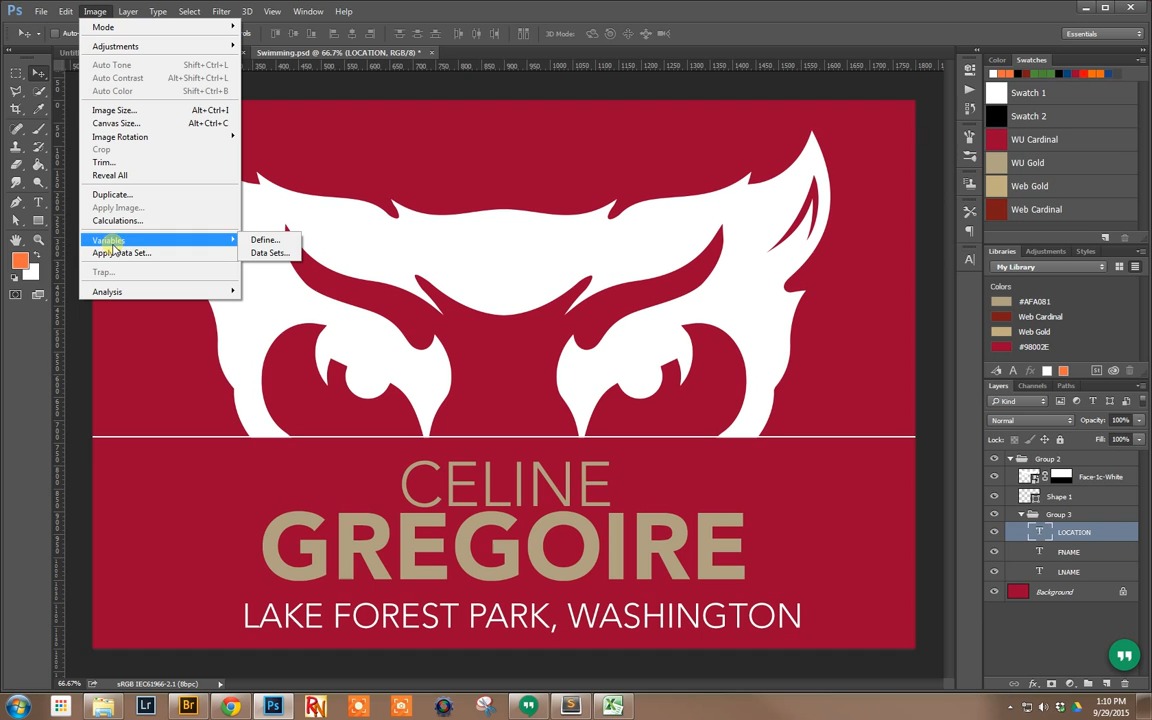 Ps File Edit Image Layer Type Select Filter 3D View Window Help
3D Mode:
Essentials
Swimming.psd @ 66.7% (LOCATION, RGB/8) *
Mode
Adjustments
Auto Tone Shift+Ctrl+L
Auto Contrast Alt+Shift+Ctrl+L
Auto Color Shift+Ctrl+B
Image Size... Alt+Ctrl+I
Canvas Size... Alt+Ctrl+C
Image Rotation
Crop
Trim...
Reveal All
Duplicate...
Apply Image...
Calculations...
Variables
Apply Data Set...
Trap...
Analysis
Define...
Data Sets...
CELINE
GREGOIRE
LAKE FOREST PARK, WASHINGTON
Color Swatches
Swatch 1
Swatch 2
WU Cardinal
WU Gold
Web Gold
Web Cardinal
Libraries Adjustments Styles
My Library
Colors
#AFA081
Web Cardinal
Web Gold
#98002E
Layers Channels Paths
Kind
Normal Opacity: 100%
Lock: Fill: 100%
Group 2
Face-1c-White
Shape 1
Group 3
LOCATION
FNAME
LNAME
Background
66.67% sRGB IEC61966-2.1 (8bpc)
Lr Br Ps
1:10 PM
9/29/2015